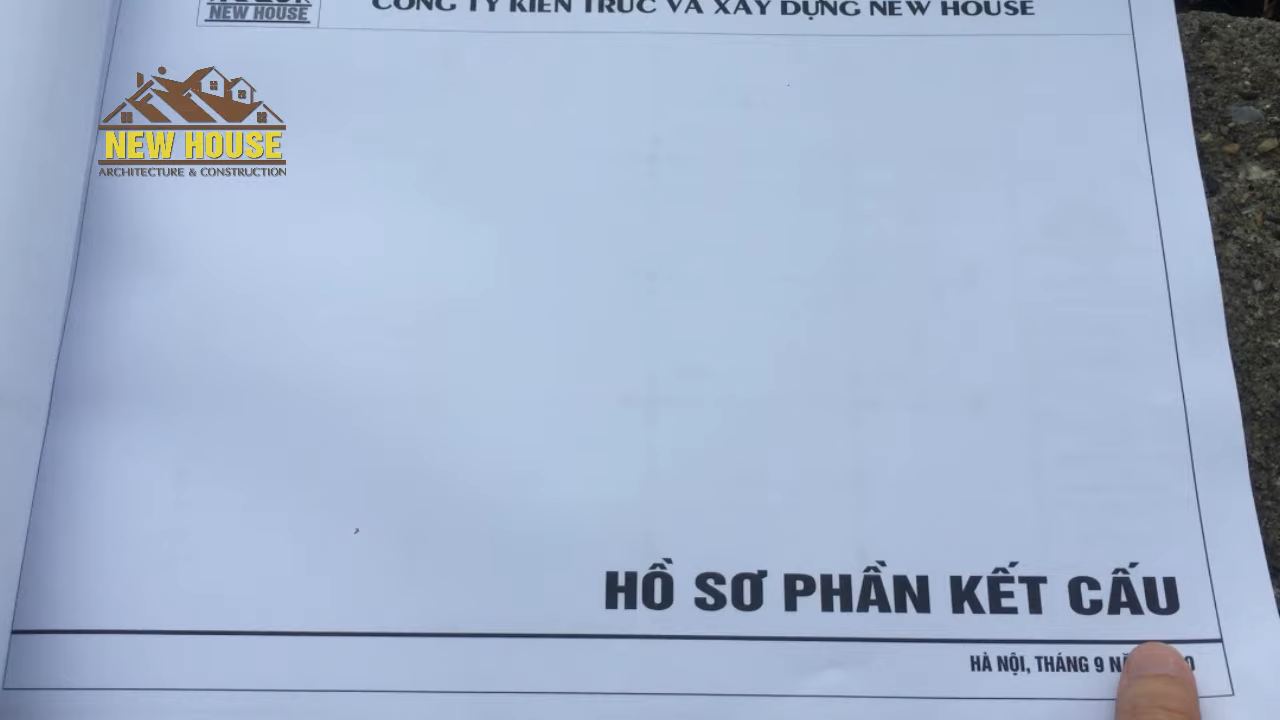 NEW HOUSE
CÔNG TY KIẾN TRÚC VÀ XÂY DỰNG NEW HOUSE
NEW HOUSE
ARCHITECTURE & CONSTRUCTION
HỒ SƠ PHẦN KẾT CẤU
HÀ NỘI, THÁNG 9